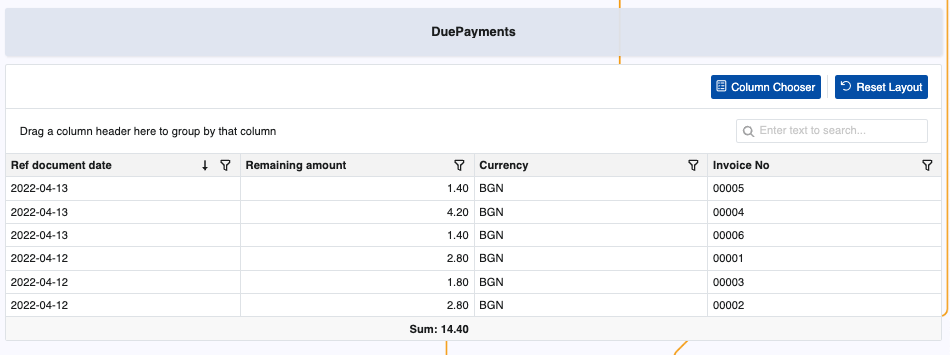 DuePayments
Column Chooser Reset Layout
Drag a column header here to group by that column Enter text to search...
Ref document date Remaining amount Currency Invoice No
2022-04-13 1.40 BGN 00005
2022-04-13 4.20 BGN 00004
2022-04-13 1.40 BGN 00006
2022-04-12 2.80 BGN 00001
2022-04-12 1.80 BGN 00003
2022-04-12 2.80 BGN 00002
Sum: 14.40